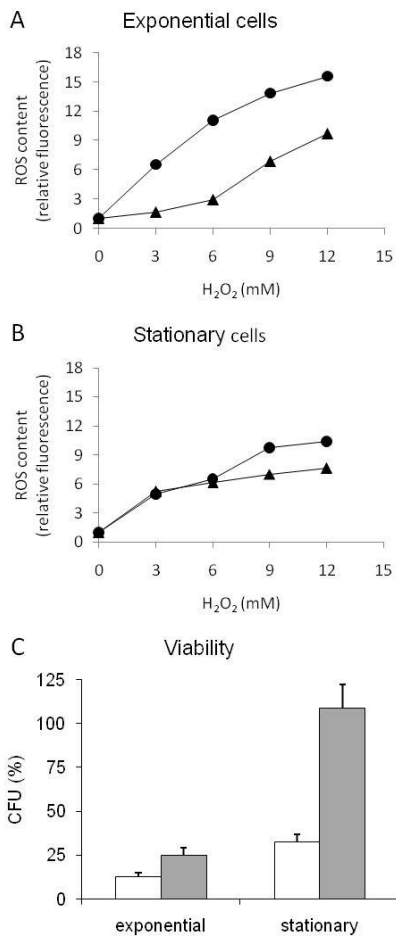 A
Exponential cells
ROS content
(relative fluorescence)
18
15
12
9
6
3
0
0 3 6 9 12 15
H₂O₂ (mM)
B
Stationary cells
ROS content
(relative fluorescence)
18
15
12
9
6
3
0
0 3 6 9 12 15
H₂O₂ (mM)
C
Viability
CFU (%)
125
100
75
50
25
0
exponential stationary